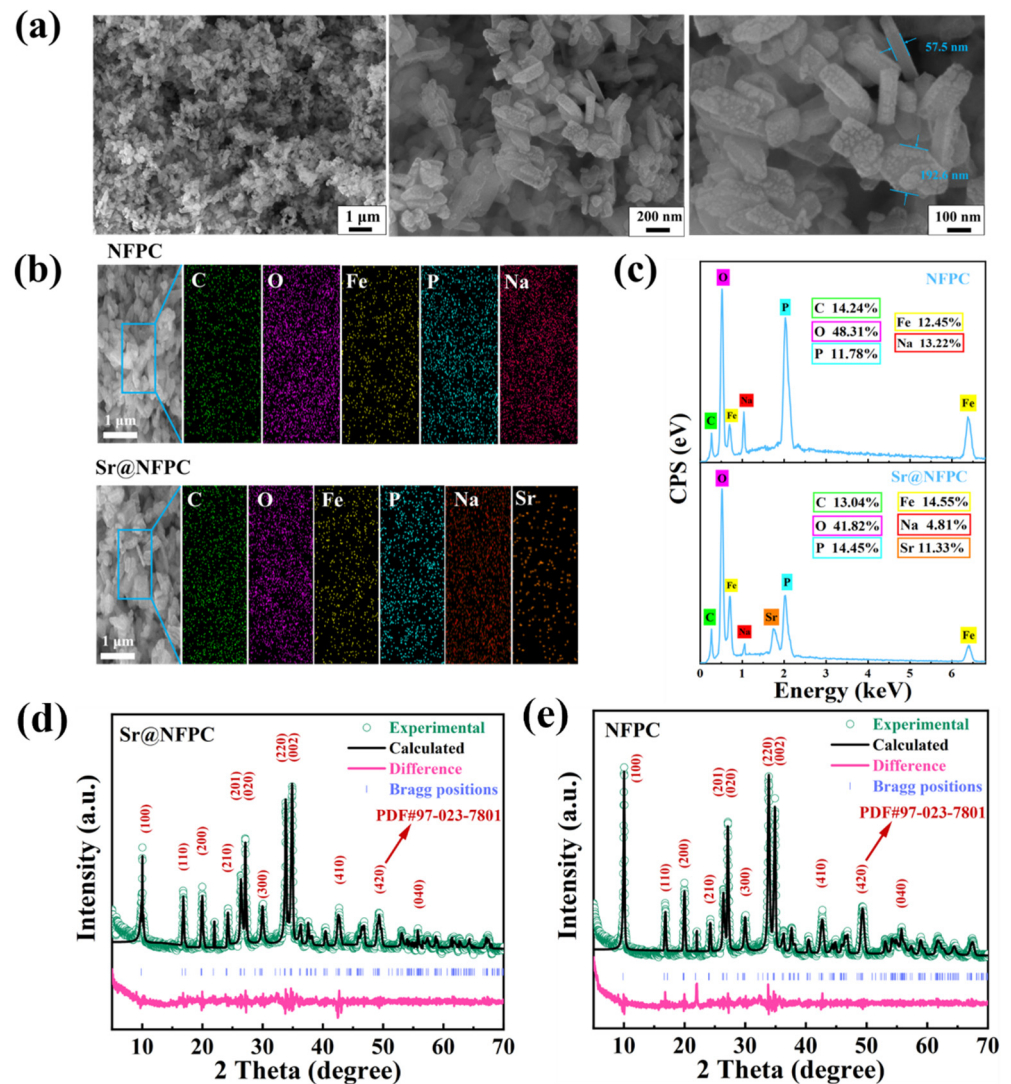 (a)
57.5 nm
1 μm
200 nm
100 nm
(b)
NFPC
C
O
Fe
P
Na
1 μm
Sr@NFPC
C
O
Fe
P
Na
Sr
1 μm
(c)
CPS (eV)
NFPC
O
P
C 14.24%
O 48.31%
P 11.78%
Fe 12.45%
Na 13.22%
C
Fe
Na
Fe
Sr@NFPC
O
C 13.04%
O 41.82%
P 14.45%
Fe 14.55%
Na 4.81%
Sr 11.33%
C
Fe
Na
Sr
P
Fe
0 1 2 3 4 5 6
Energy (keV)
(d)
Sr@NFPC
Experimental
Calculated
Difference
Bragg positions
PDF#97-023-7801
(100)
(110)
(200)
(210)
(201)
(020)
(300)
(220)
(002)
(410)
(420)
(040)
Intensity (a.u.)
10 20 30 40 50 60 70
2 Theta (degree)
(e)
NFPC
Experimental
Calculated
Difference
Bragg positions
PDF#97-023-7801
(100)
(110)
(200)
(210)
(201)
(020)
(300)
(220)
(002)
(410)
(420)
(040)
Intensity (a.u.)
10 20 30 40 50 60 70
2 Theta (degree)